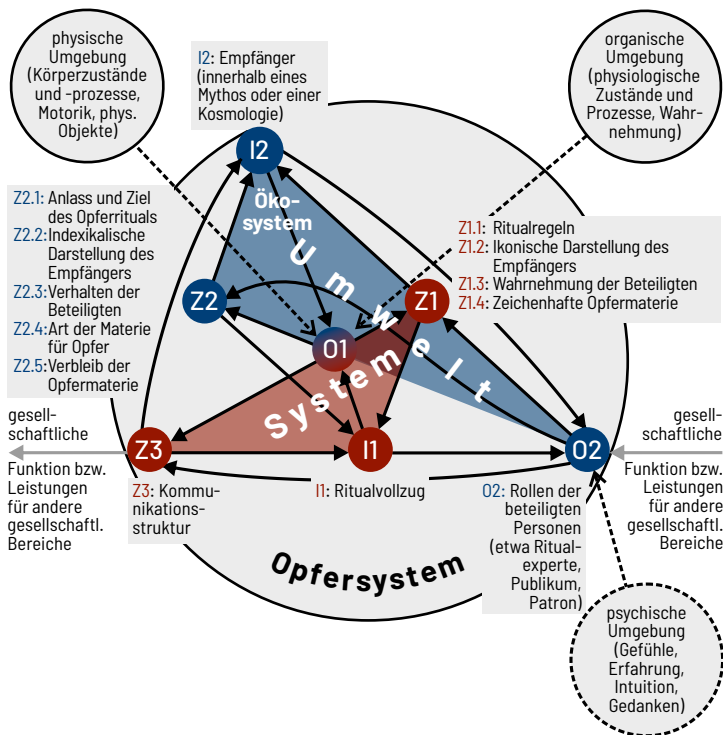 physische
Umgebung
(Körperzustände
und -prozesse,
Motorik, phys.
Objekte)
I2: Empfänger
(innerhalb eines
Mythos oder einer
Kosmologie)
organische
Umgebung
(physiologische
Zustände und
Prozesse, Wahr-
nehmung)
I2
Öko-
system
Umwelt
Z2.1: Anlass und Ziel
des Opferrituals
Z2.2: Indexikalische
Darstellung des
Empfängers
Z2.3: Verhalten der
Beteiligten
Z2.4: Art der Materie
für Opfer
Z2.5: Verbleib der
Opfermaterie
Z1.1: Ritualregeln
Z1.2: Ikonische Darstellung des
Empfängers
Z1.3: Wahrnehmung der Beteiligten
Z1.4: Zeichenhafte Opfermaterie
Z2
Z1
O1
Systeme
gesell-
schaftliche
Funktion bzw.
Leistungen
für andere
gesellschaftl.
Bereiche
Z3
I1
O2
gesell-
schaftliche
Funktion bzw.
Leistungen
für andere
gesellschaftl.
Bereiche
Z3: Kommu-
nikations-
struktur
I1: Ritualvollzug
O2: Rollen der
beteiligten
Personen
(etwa Ritual-
experte,
Publikum,
Patron)
Opfersystem
psychische
Umgebung
(Gefühle,
Erfahrung,
Intuition,
Gedanken)